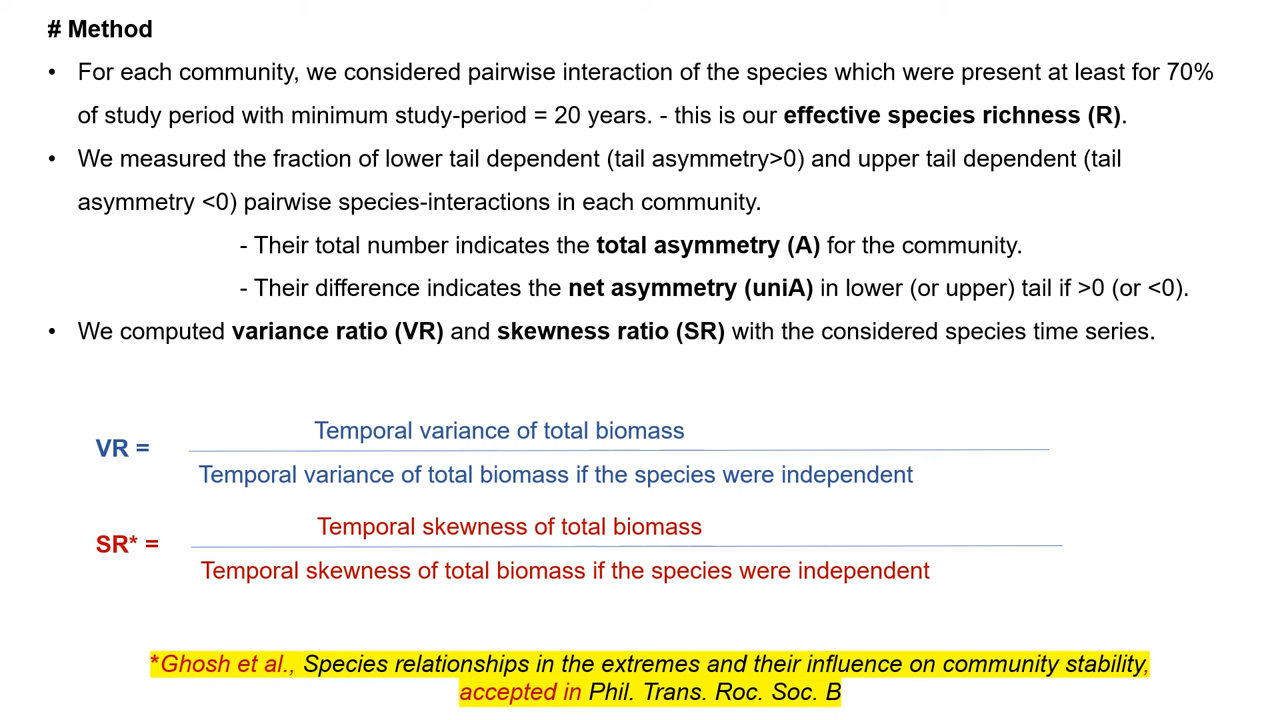 # Method
• For each community, we considered pairwise interaction of the species which were present at least for 70%
of study period with minimum study-period = 20 years. - this is our effective species richness (R).
• We measured the fraction of lower tail dependent (tail asymmetry>0) and upper tail dependent (tail
asymmetry <0) pairwise species-interactions in each community.
- Their total number indicates the total asymmetry (A) for the community.
- Their difference indicates the net asymmetry (uniA) in lower (or upper) tail if >0 (or <0).
• We computed variance ratio (VR) and skewness ratio (SR) with the considered species time series.
VR =
Temporal variance of total biomass
Temporal variance of total biomass if the species were independent
SR* =
Temporal skewness of total biomass
Temporal skewness of total biomass if the species were independent
*Ghosh et al., Species relationships in the extremes and their influence on community stability,
accepted in Phil. Trans. Roc. Soc. B